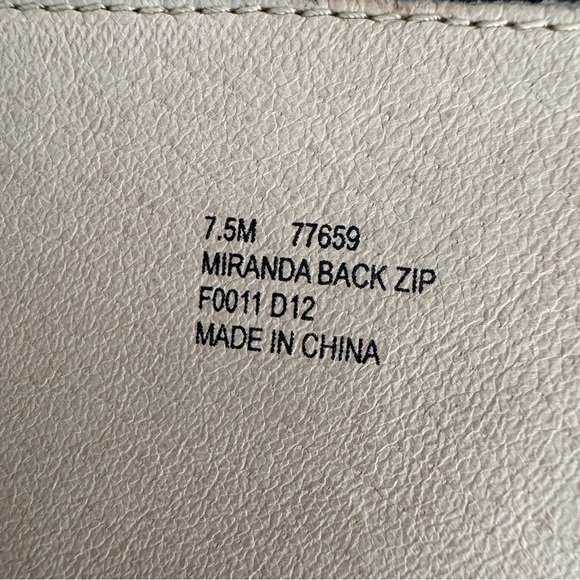 7.5M 77659
MIRANDA BACK ZIP
F0011 D12
MADE IN CHINA